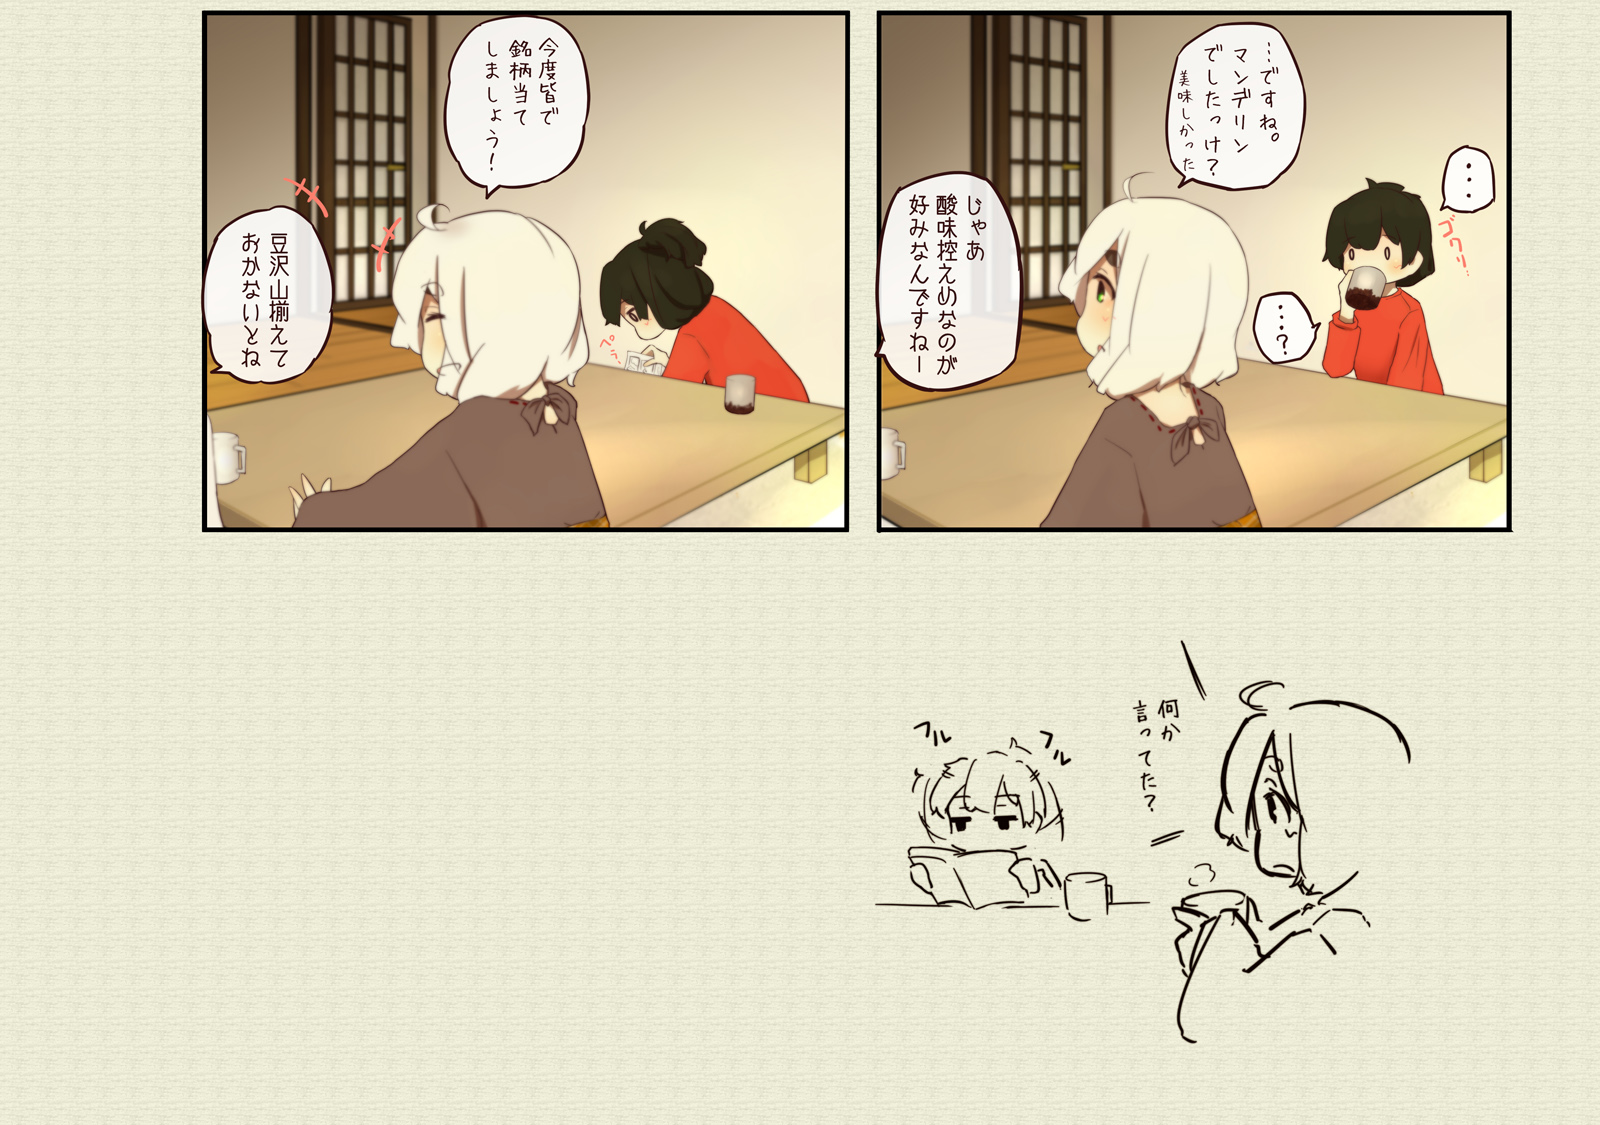 …ですね。
マンデリン
でしたっけ？
美味しかった
‥‥
ゴクリ‥
‥‥？
じゃあ
酸味控えめなのが
好みなんですねー
今度皆で
銘柄当て
しましょう！
ペラ‥
豆沢山揃えて
おかないとね
何か
言ってた？
フル
フル